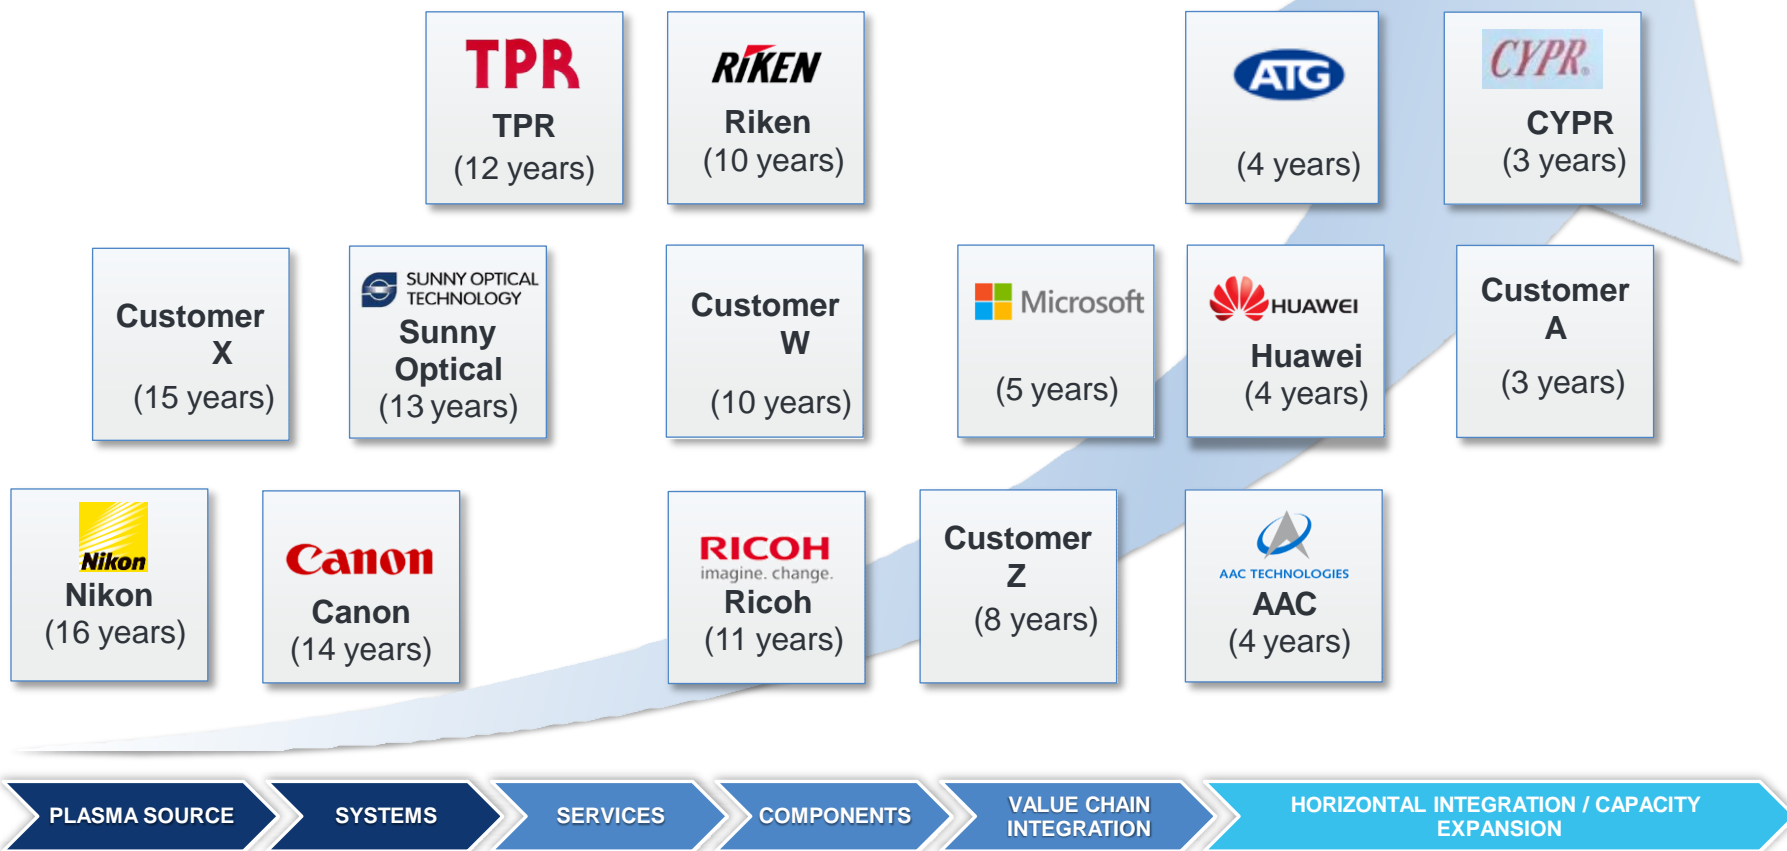 TPR
TPR
(12 years)
RIKEN
Riken
(10 years)
ATG
(4 years)
CYPR®
CYPR
(3 years)
Customer
X
(15 years)
SUNNY OPTICAL
TECHNOLOGY
Sunny
Optical
(13 years)
Customer
W
(10 years)
Microsoft
(5 years)
HUAWEI
Huawei
(4 years)
Customer
A
(3 years)
Nikon
Nikon
(16 years)
Canon
Canon
(14 years)
RICOH
imagine. change.
Ricoh
(11 years)
Customer
Z
(8 years)
AAC TECHNOLOGIES
AAC
(4 years)
PLASMA SOURCE
SYSTEMS
SERVICES
COMPONENTS
VALUE CHAIN
INTEGRATION
HORIZONTAL INTEGRATION / CAPACITY
EXPANSION